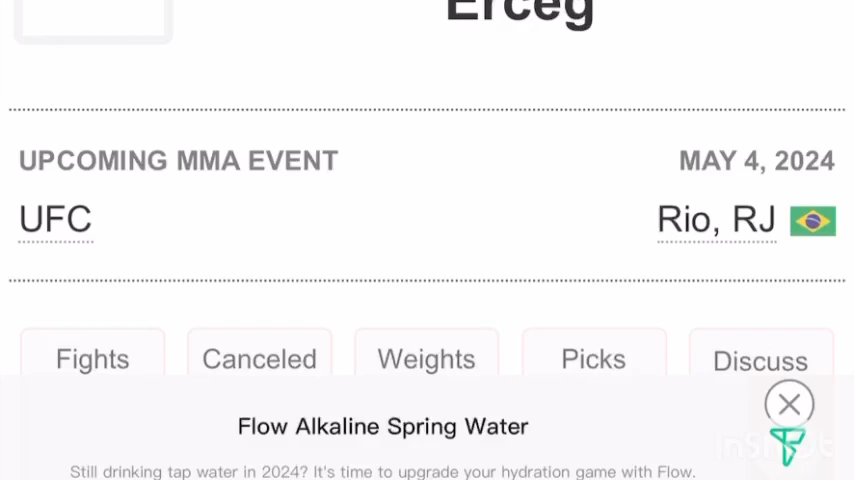 Erceg
UPCOMING MMA EVENT
MAY 4, 2024
UFC
Rio, RJ
Fights
Canceled
Weights
Picks
Discuss
Flow Alkaline Spring Water
InShot
Still drinking tap water in 2024? It's time to upgrade your hydration game with Flow.